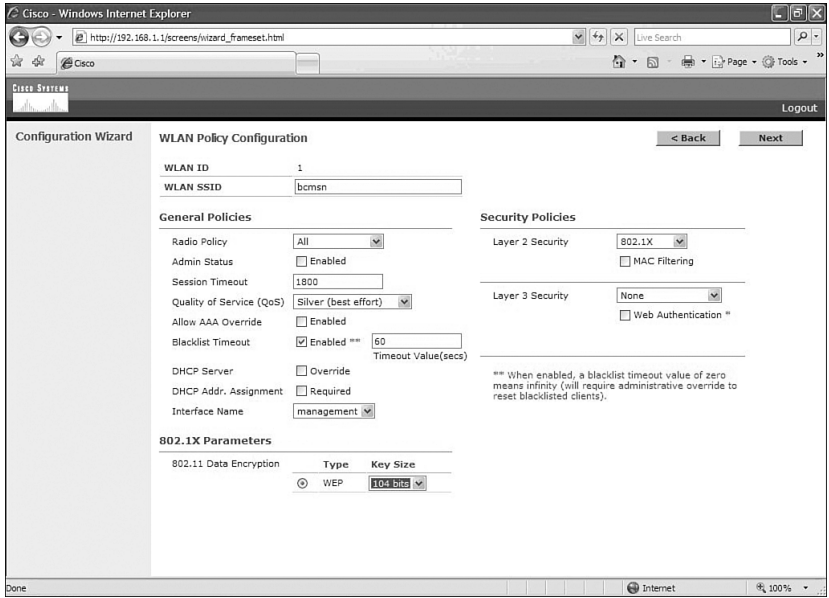 Cisco - Windows Internet Explorer
http://192.168.1.1/screens/wizard_frameset.html
Live Search
Cisco
Page
Tools
»
CISCO SYSTEMS
Logout
Configuration Wizard
WLAN Policy Configuration
< Back
Next
WLAN ID 1
WLAN SSID bcmsn
General Policies
Radio Policy All
Admin Status Enabled
Session Timeout 1800
Quality of Service (QoS) Silver (best effort)
Allow AAA Override Enabled
Blacklist Timeout Enabled ** 60
Timeout Value(secs)
DHCP Server Override
DHCP Addr. Assignment Required
Interface Name management
802.1X Parameters
802.11 Data Encryption Type Key Size
WEP 104 bits
Security Policies
Layer 2 Security 802.1X
MAC Filtering
Layer 3 Security None
Web Authentication *
** When enabled, a blacklist timeout value of zero
means infinity (will require administrative override to
reset blacklisted clients).
Done
Internet
100%